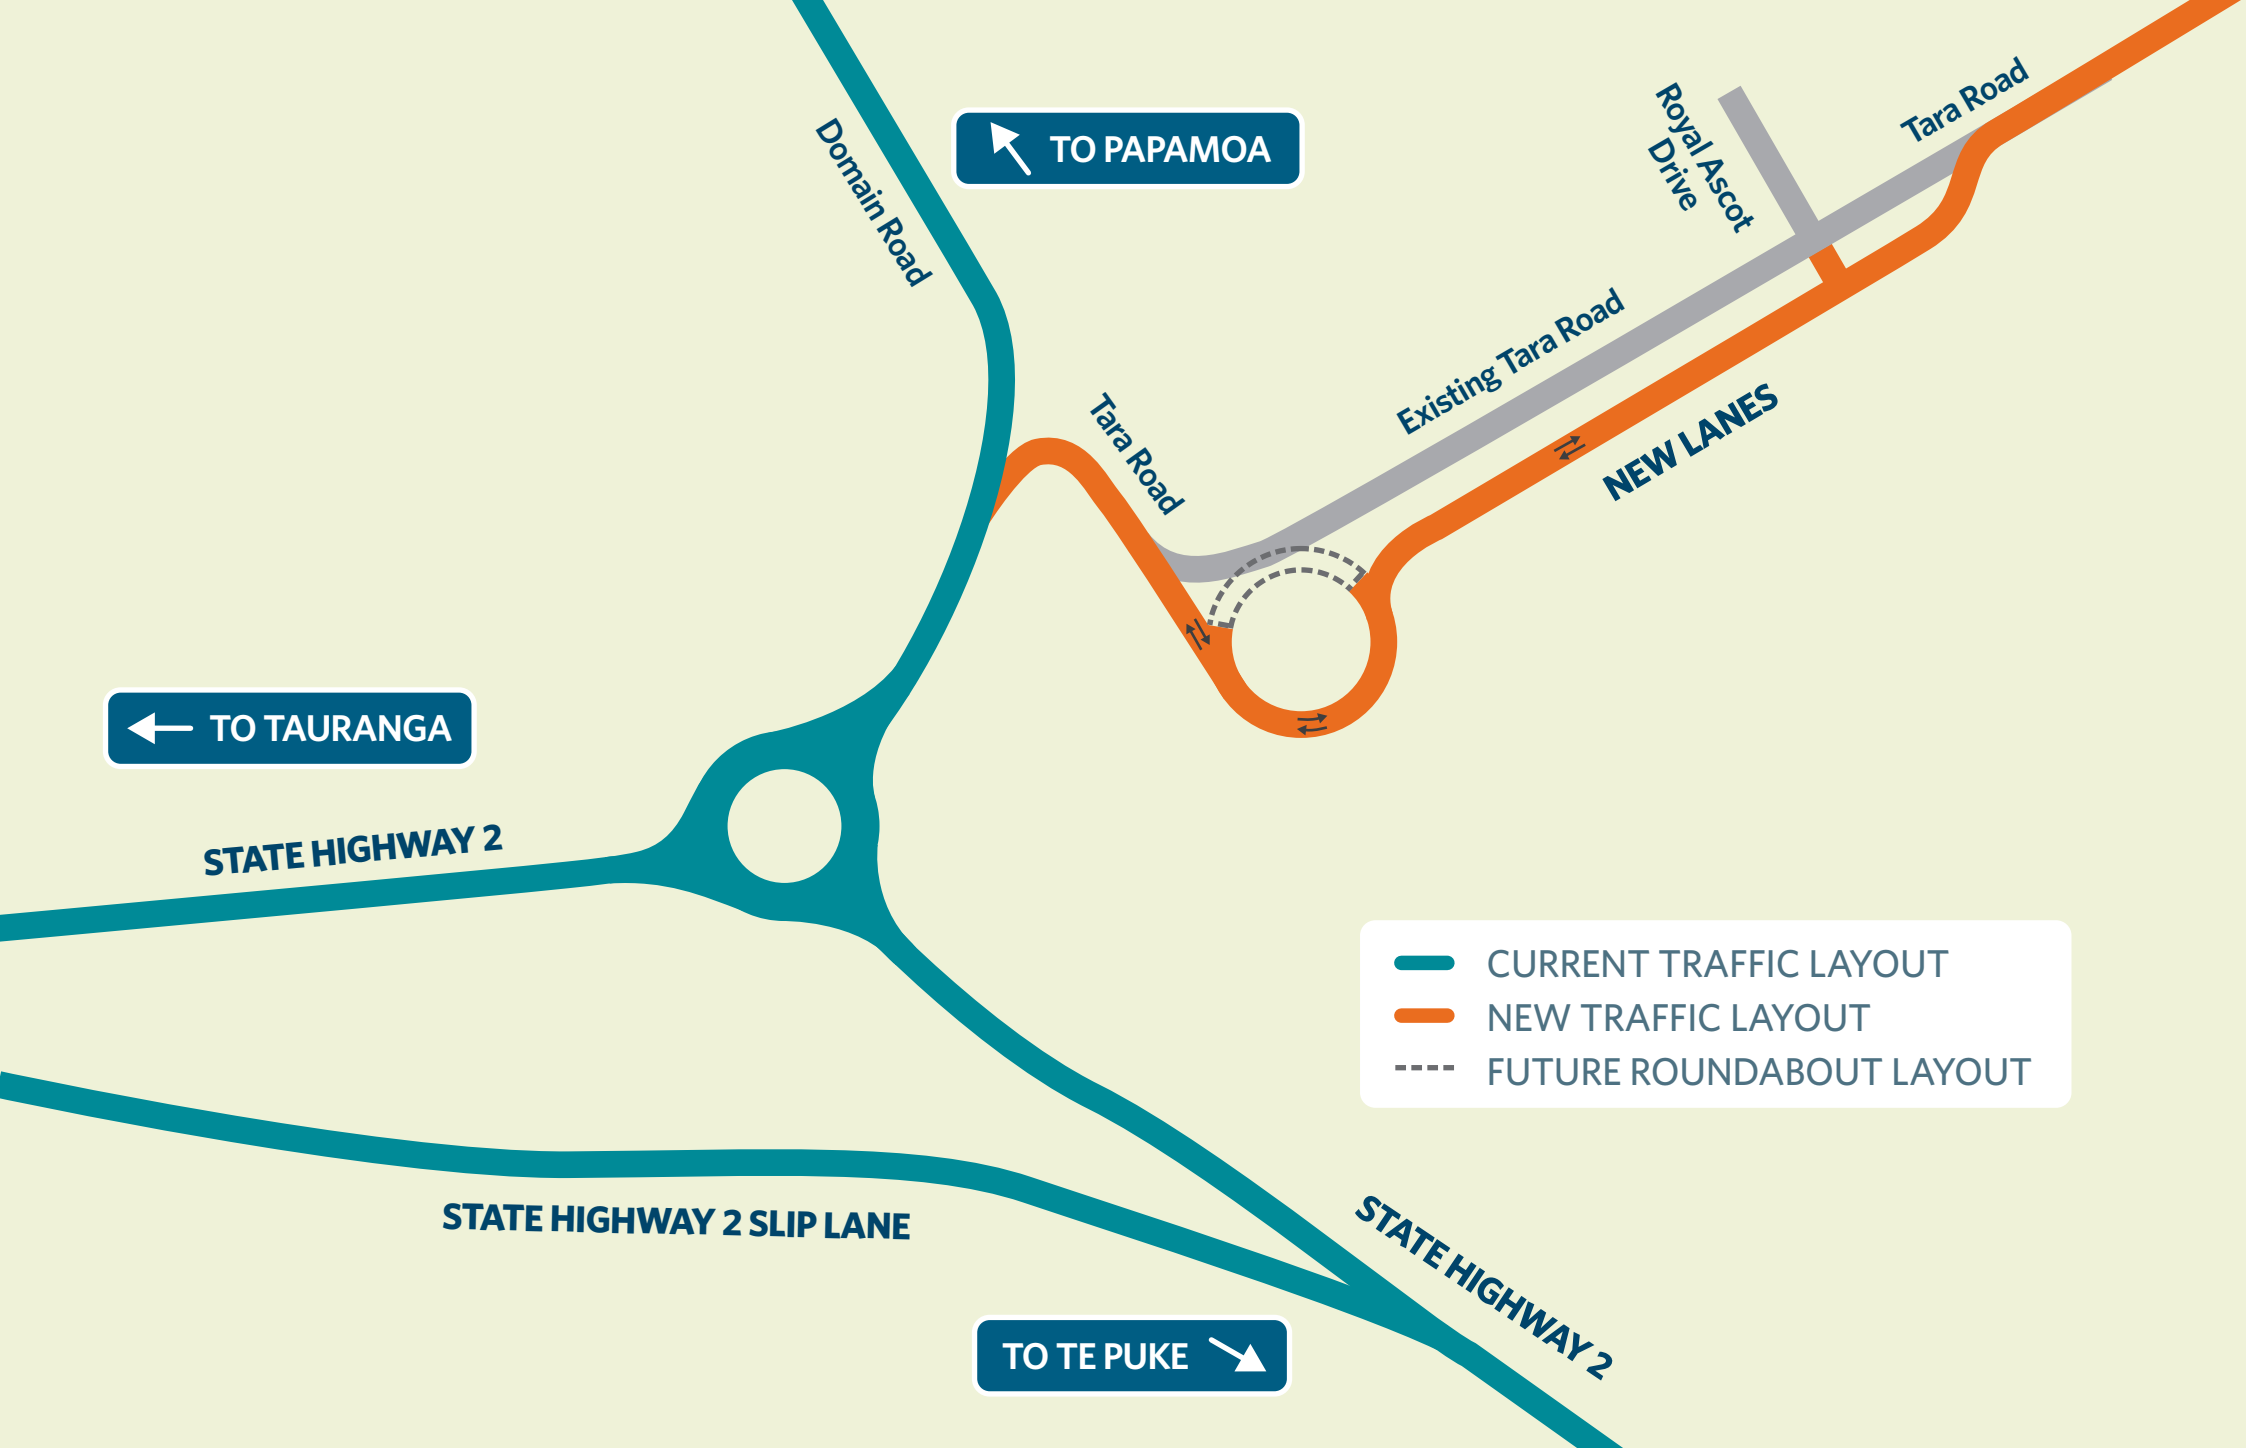 TO PAPAMOA
Domain Road
Royal Ascot
Drive
Tara Road
Existing Tara Road
Tara Road
NEW LANES
TO TAURANGA
STATE HIGHWAY 2
CURRENT TRAFFIC LAYOUT
NEW TRAFFIC LAYOUT
FUTURE ROUNDABOUT LAYOUT
STATE HIGHWAY 2 SLIP LANE
STATE HIGHWAY 2
TO TE PUKE